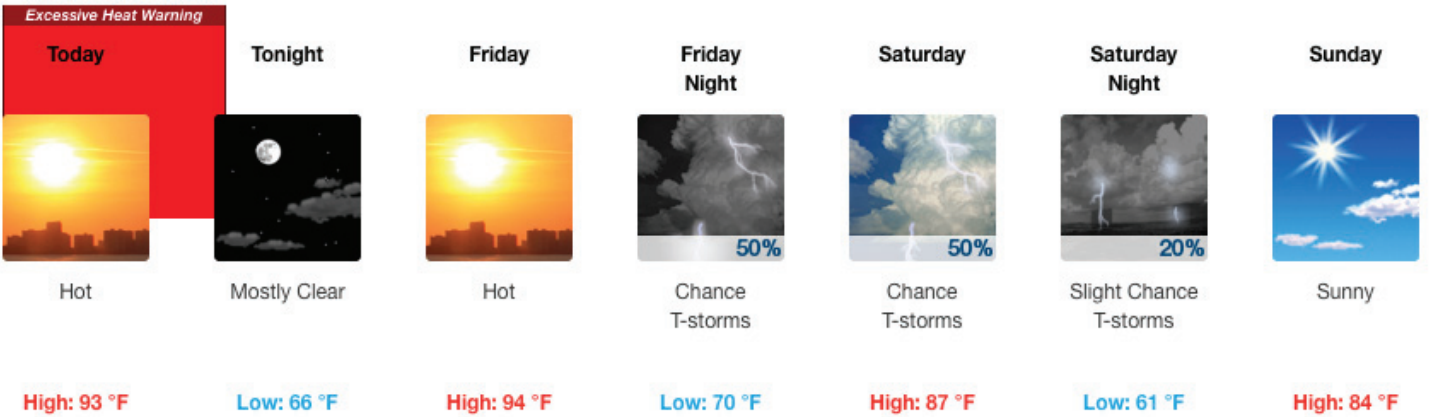 Excessive Heat Warning
Today
Tonight
Friday
Friday
Night
Saturday
Saturday
Night
Sunday
50%
50%
20%
Hot
Mostly Clear
Hot
Chance
T-storms
Chance
T-storms
Slight Chance
T-storms
Sunny
High: 93 °F
Low: 66 °F
High: 94 °F
Low: 70 °F
High: 87 °F
Low: 61 °F
High: 84 °F